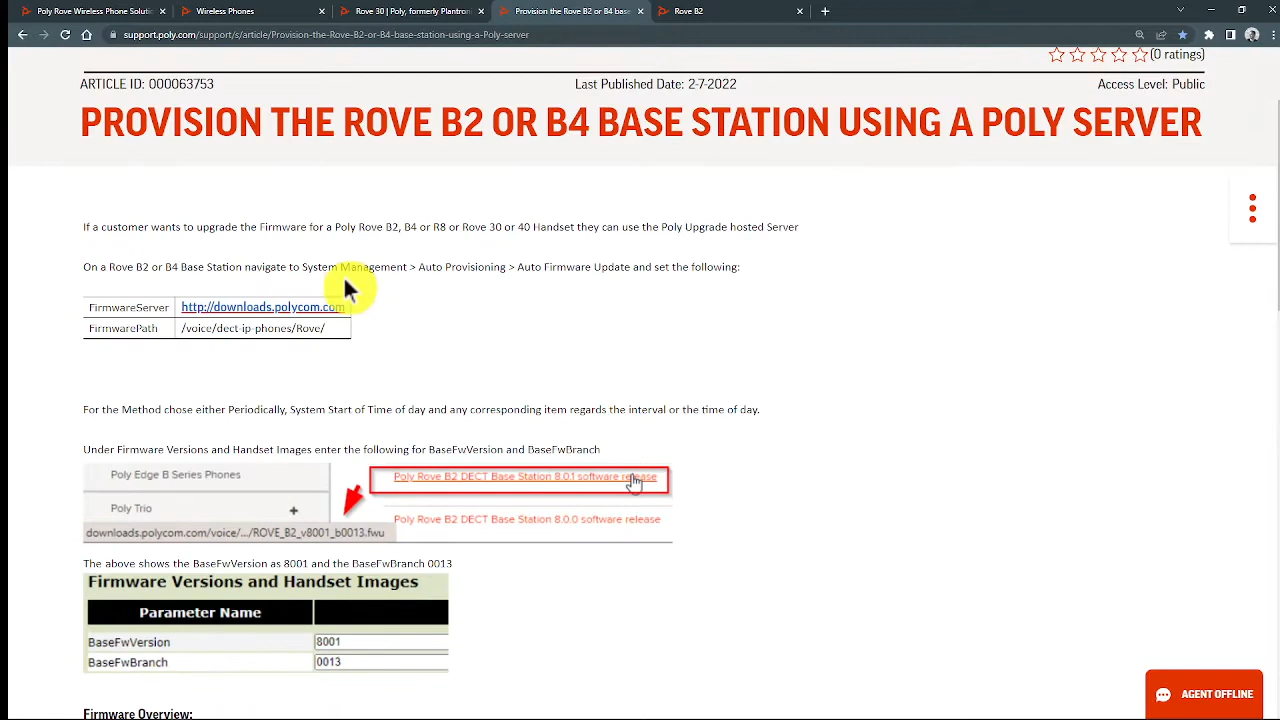 Poly Rove Wireless Phone Soluti
Wireless Phones
Rove 30 | Poly, formerly Plantron
Provision the Rove B2 or B4 base
Rove B2
support.poly.com/support/s/article/Provision-the-Rove-B2-or-B4-base-station-using-a-Poly-server
(0 ratings)
ARTICLE ID: 000063753
Last Published Date: 2-7-2022
Access Level: Public
PROVISION THE ROVE B2 OR B4 BASE STATION USING A POLY SERVER
If a customer wants to upgrade the Firmware for a Poly Rove B2, B4 or R8 or Rove 30 or 40 Handset they can use the Poly Upgrade hosted Server
On a Rove B2 or B4 Base Station navigate to System Management > Auto Provisioning > Auto Firmware Update and set the following:
FirmwareServer http://downloads.polycom.com
FirmwarePath /voice/dect-ip-phones/Rove/
For the Method chose either Periodically, System Start of Time of day and any corresponding item regards the interval or the time of day.
Under Firmware Versions and Handset Images enter the following for BaseFwVersion and BaseFwBranch
Poly Edge B Series Phones
Poly Rove B2 DECT Base Station 8.0.1 software release
Poly Trio +
Poly Rove B2 DECT Base Station 8.0.0 software release
downloads.polycom.com/voice/.../ROVE_B2_v8001_b0013.fwu
The above shows the BaseFwVersion as 8001 and the BaseFwBranch 0013
Firmware Versions and Handset Images
Parameter Name
BaseFwVersion 8001
BaseFwBranch 0013
Firmware Overview:
AGENT OFFLINE